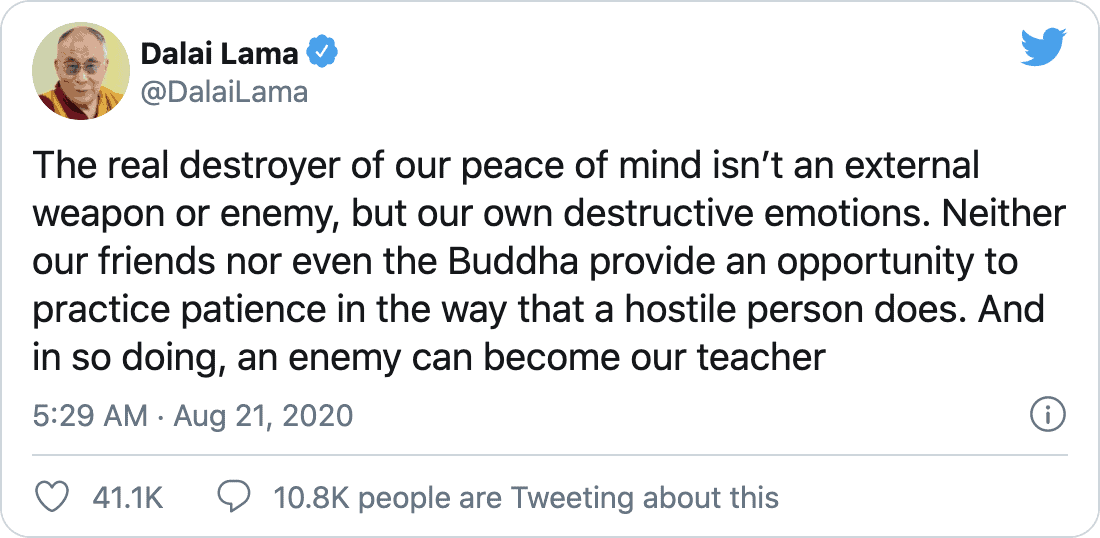 Dalai Lama
@DalaiLama
The real destroyer of our peace of mind isn’t an external
weapon or enemy, but our own destructive emotions. Neither
our friends nor even the Buddha provide an opportunity to
practice patience in the way that a hostile person does. And
in so doing, an enemy can become our teacher
5:29 AM · Aug 21, 2020
41.1K 10.8K people are Tweeting about this